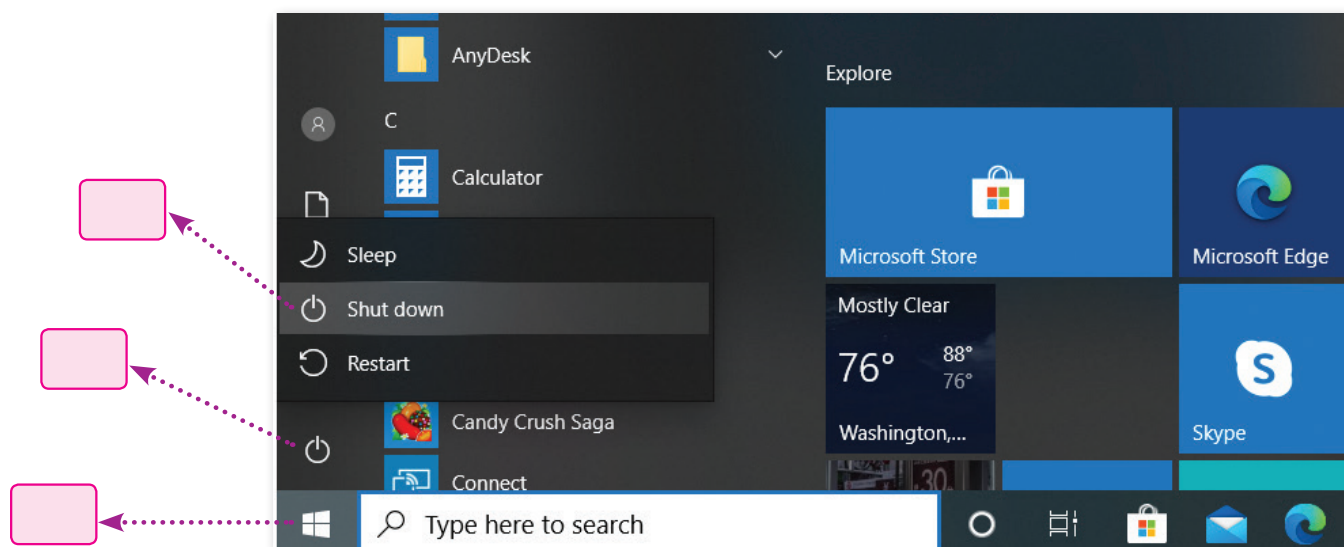 AnyDesk
Explore
C
Calculator
Sleep
Microsoft Store
Microsoft Edge
Shut down
Mostly Clear
76° 88°
76°
Restart
Candy Crush Saga
Washington,...
Skype
Connect
30
Type here to search